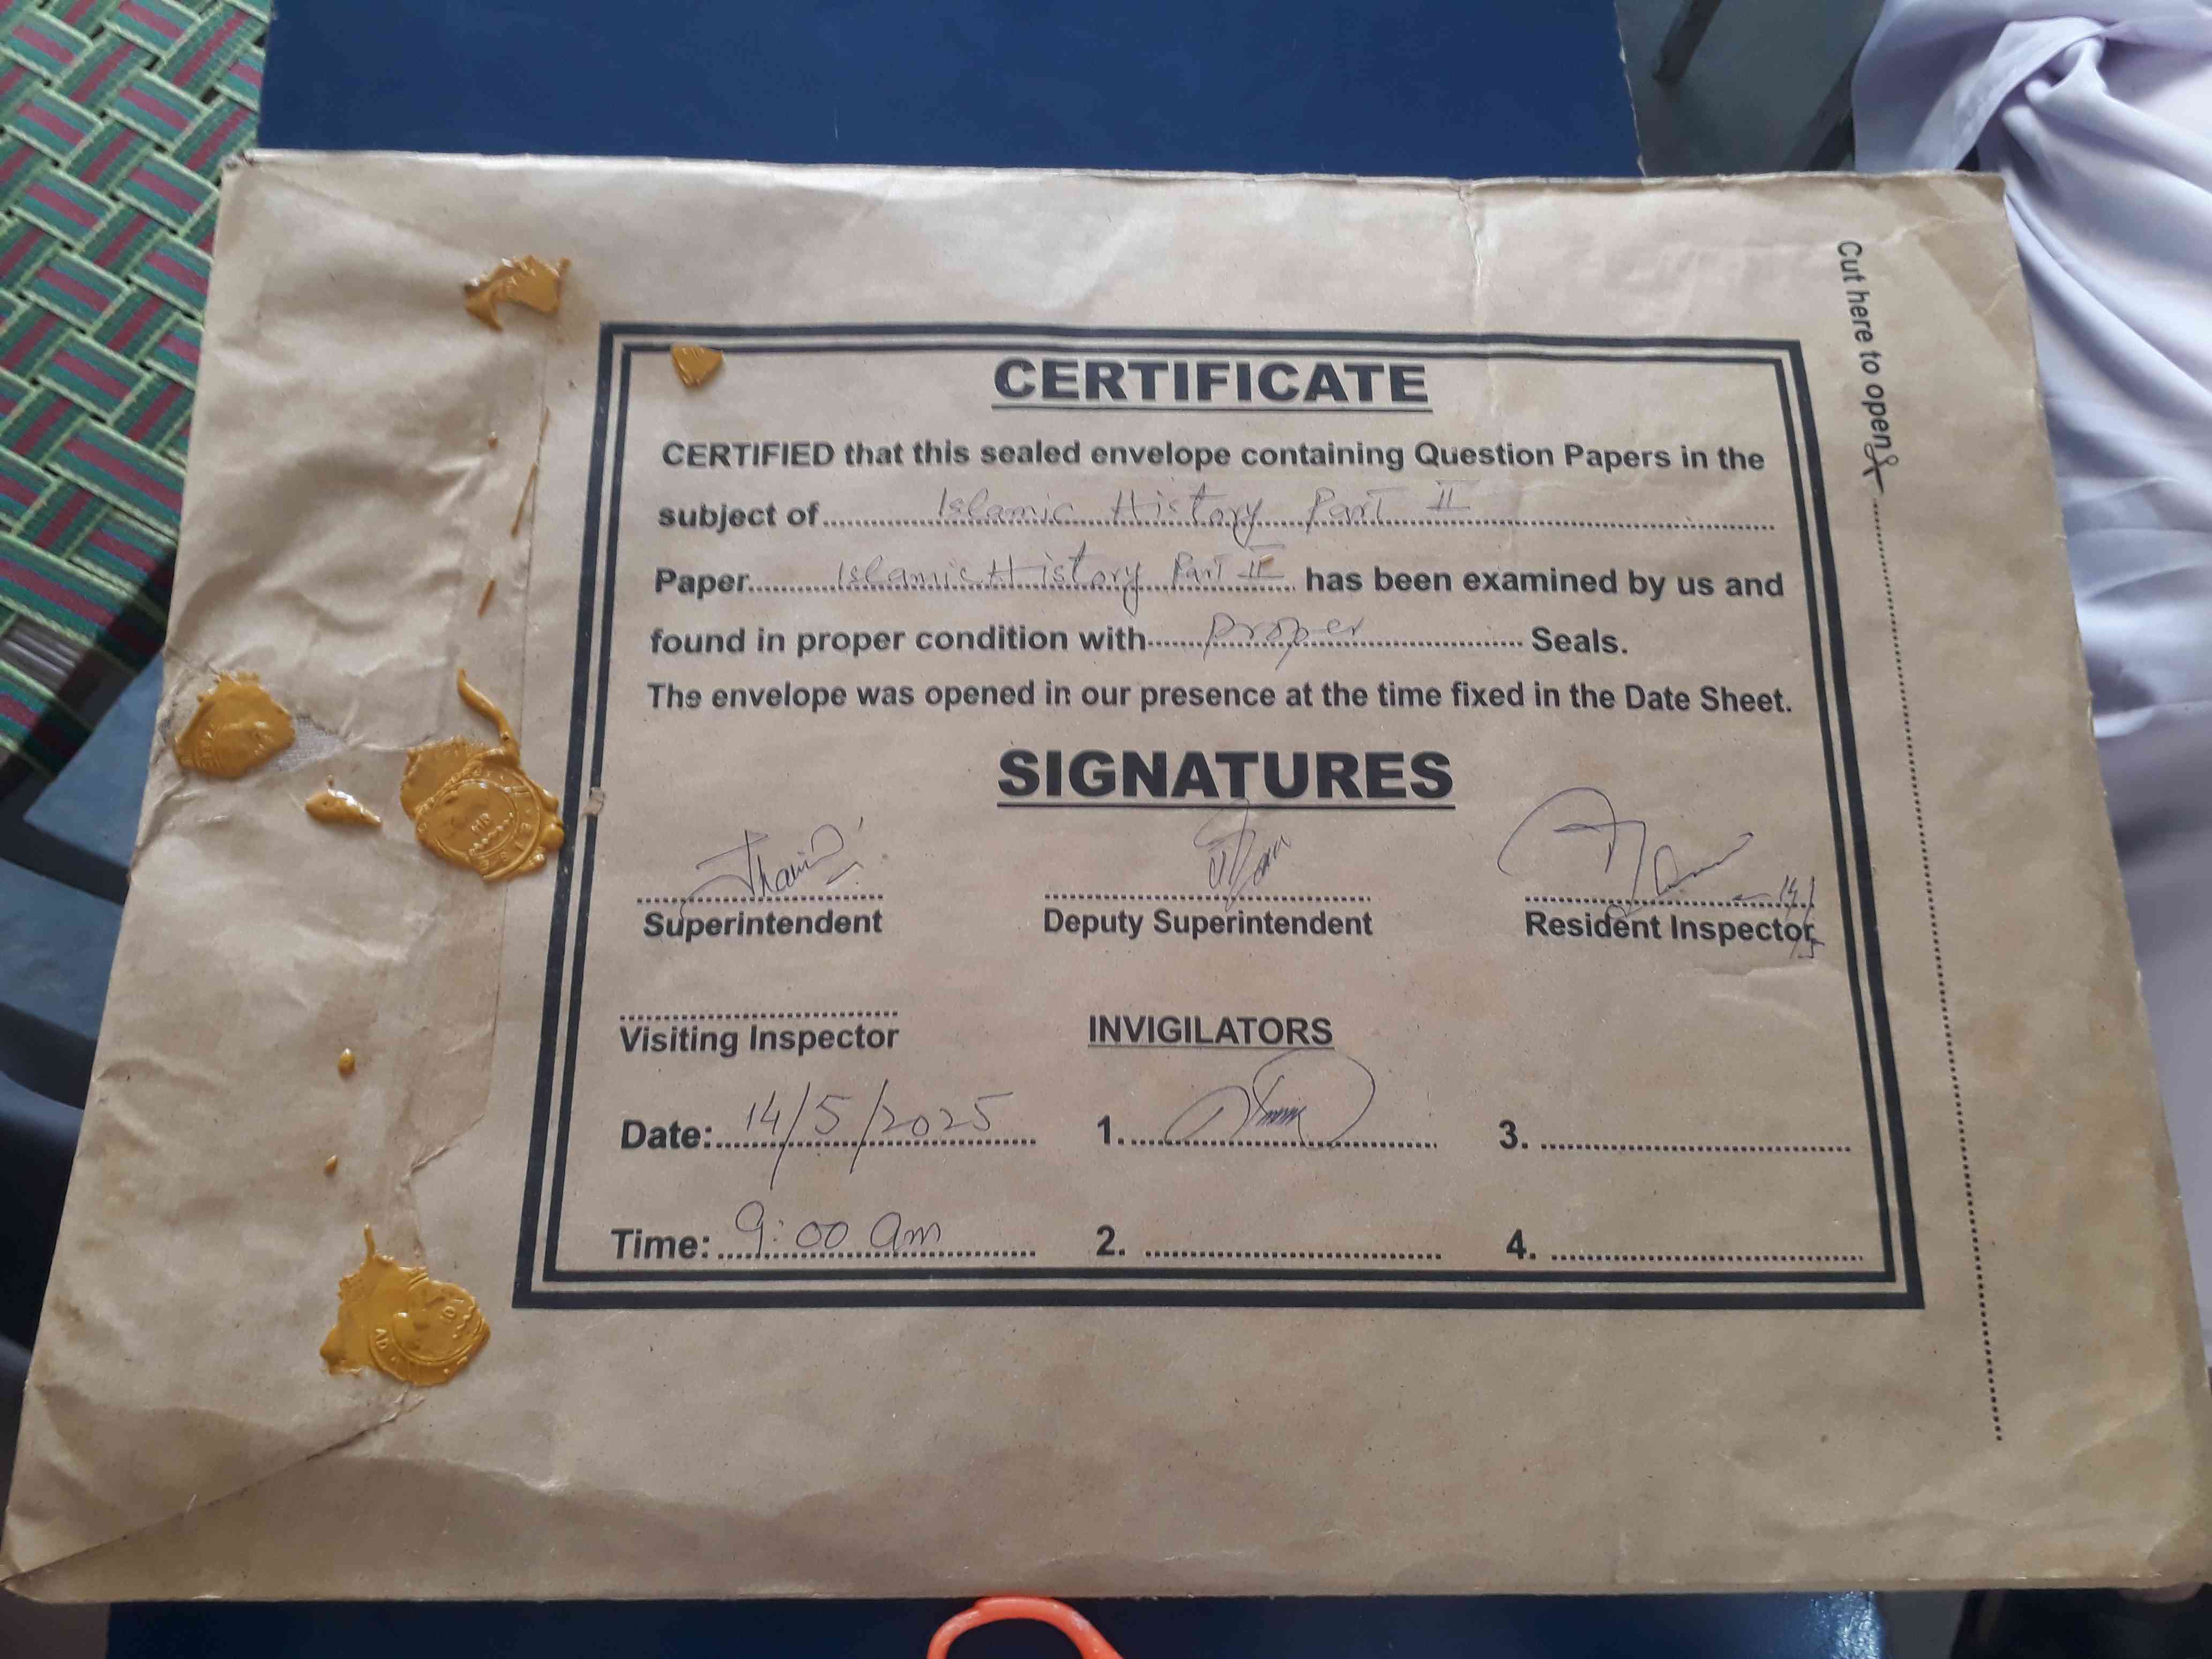 Cut here to open
CERTIFICATE
CERTIFIED that this sealed envelope containing Question Papers in the
subject of Islamic History Part II
Paper Islamic History Part II has been examined by us and
found in proper condition with proper Seals.
The envelope was opened in our presence at the time fixed in the Date Sheet.
SIGNATURES
Superintendent Deputy Superintendent Resident Inspector
14/5
Visiting Inspector INVIGILATORS
Date: 14/5/2025 1. 3.
Time: 9:00 am 2. 4.